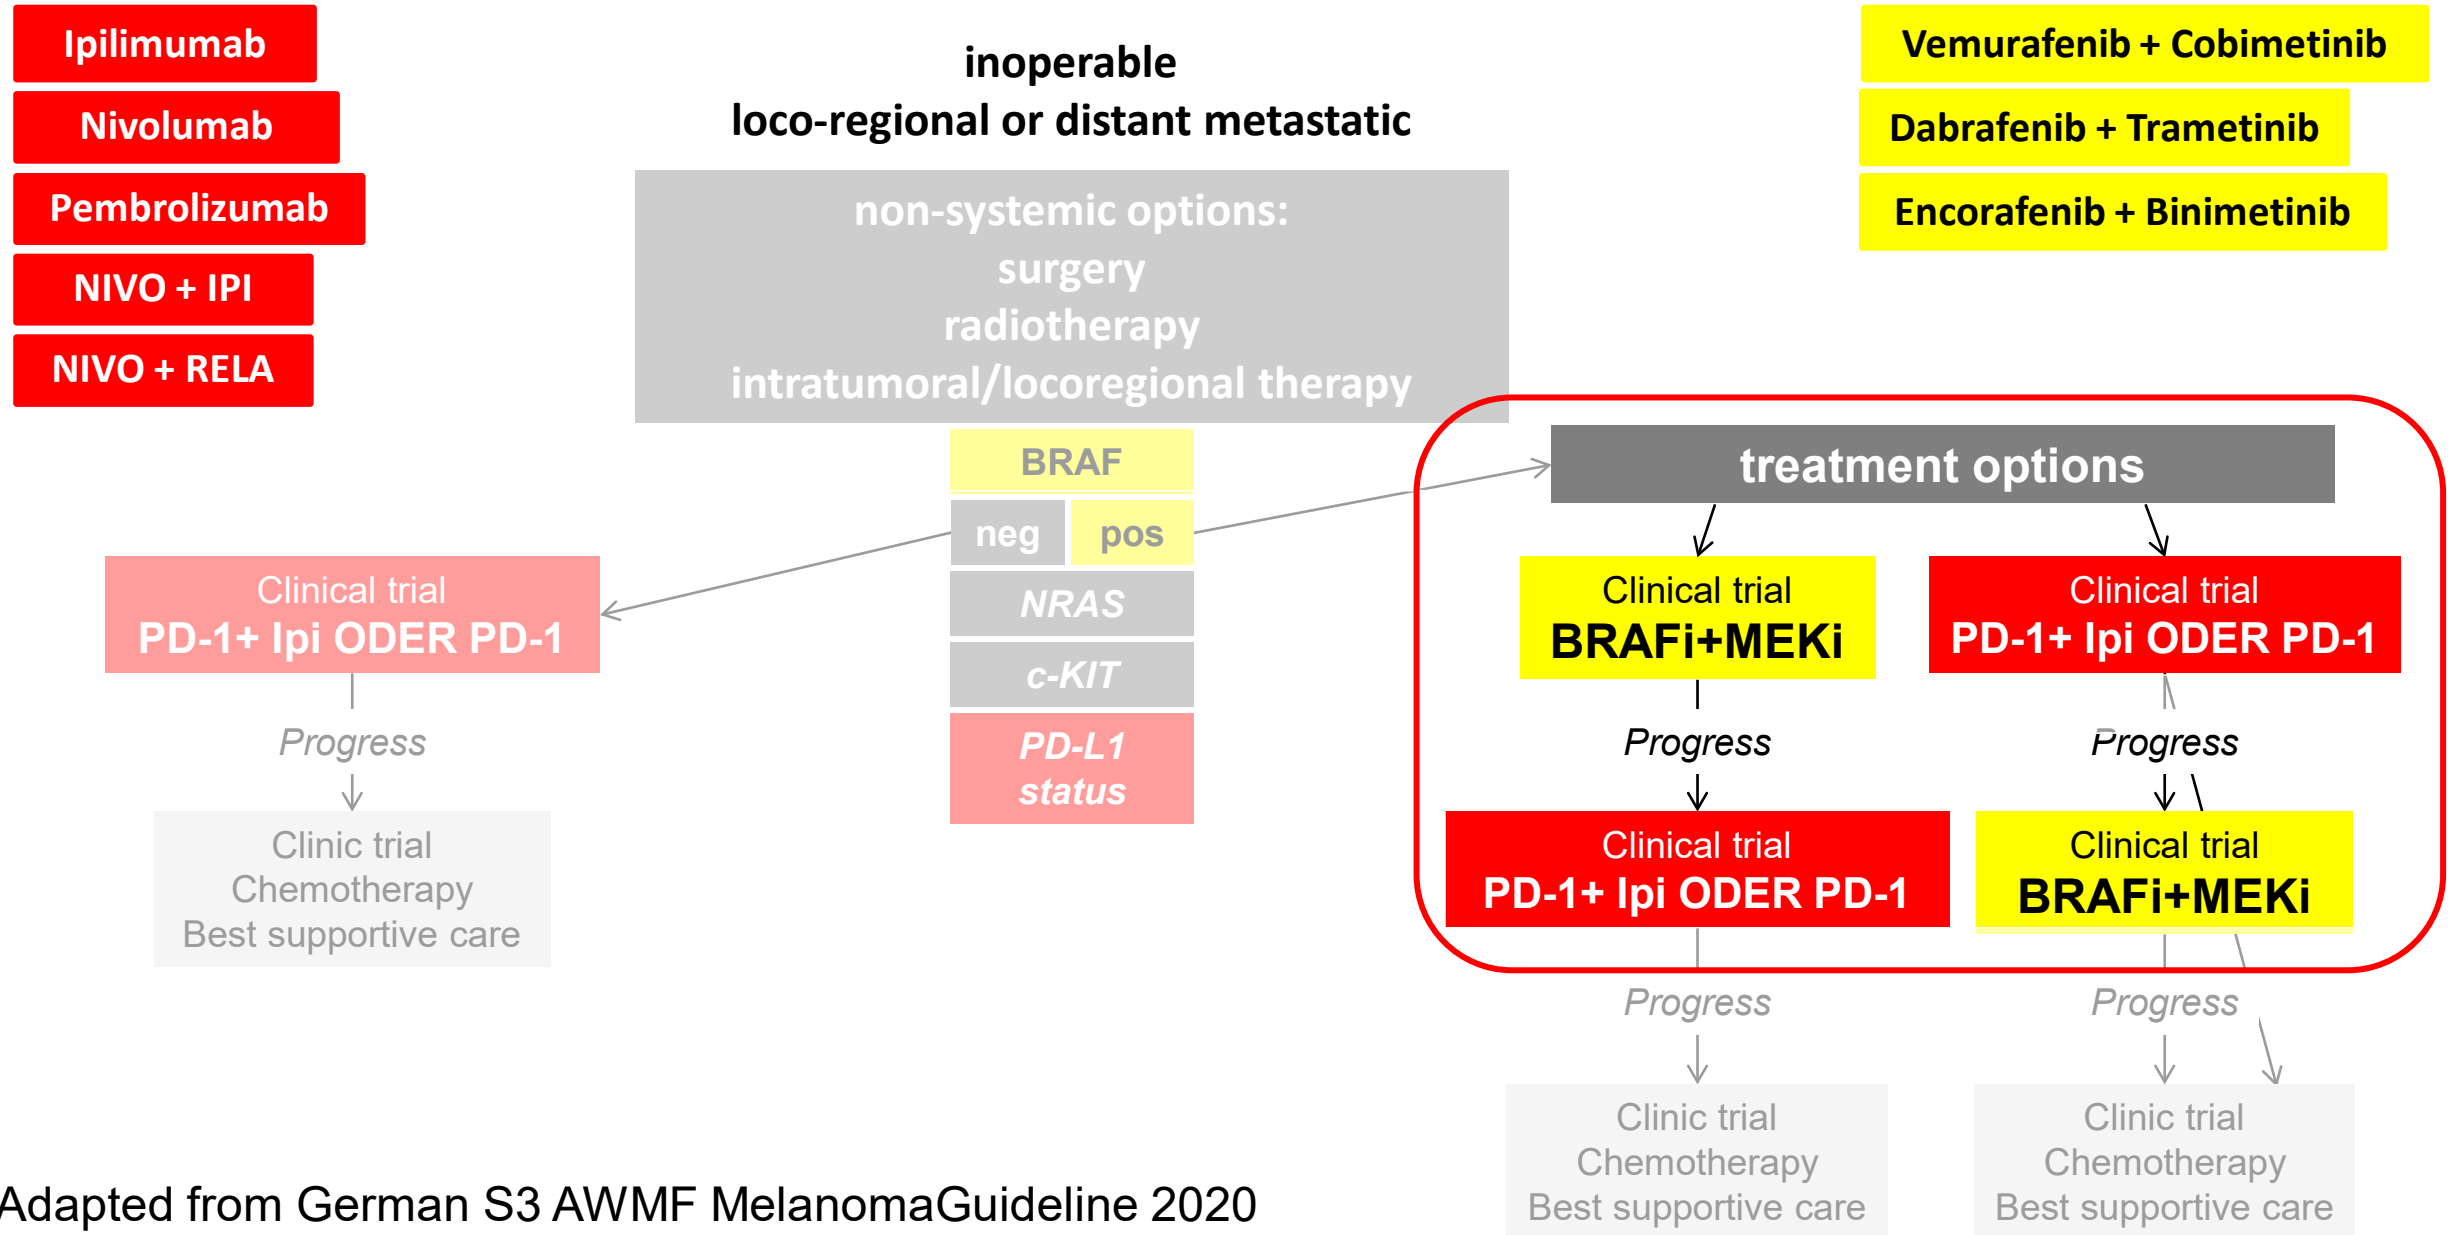 Ipilimumab
Nivolumab
Pembrolizumab
NIVO + IPI
NIVO + RELA
inoperable
loco-regional or distant metastatic
non-systemic options:
surgery
radiotherapy
intratumoral/locoregional therapy
Vemurafenib + Cobimetinib
Dabrafenib + Trametinib
Encorafenib + Binimetinib
BRAF
neg
pos
NRAS
c-KIT
PD-L1
status
Clinical trial
PD-1+ Ipi ODER PD-1
Progress
Clinic trial
Chemotherapy
Best supportive care
treatment options
Clinical trial
BRAFi+MEKi
Progress
Clinical trial
PD-1+ Ipi ODER PD-1
Progress
Clinic trial
Chemotherapy
Best supportive care
Clinical trial
PD-1+ Ipi ODER PD-1
Progress
Clinical trial
BRAFi+MEKi
Progress
Clinic trial
Chemotherapy
Best supportive care
Adapted from German S3 AWMF MelanomaGuideline 2020